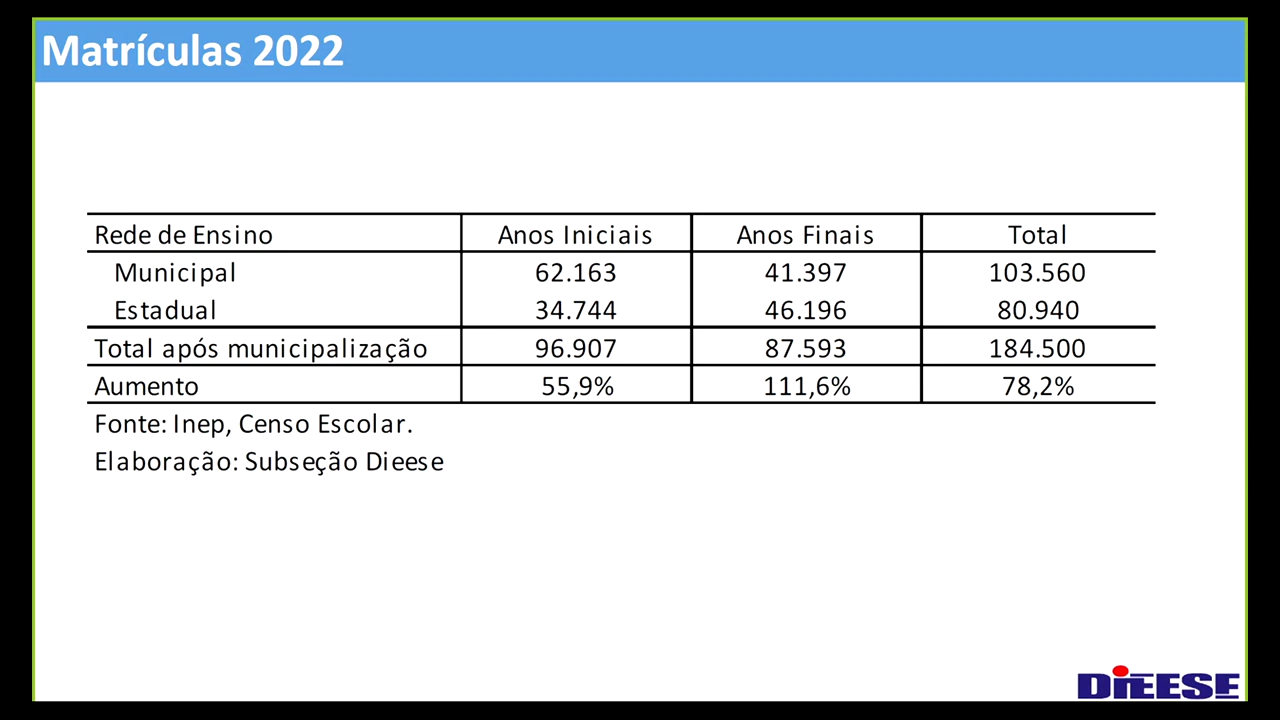 Matrículas 2022
Rede de Ensino Anos Iniciais Anos Finais Total
Municipal 62.163 41.397 103.560
Estadual 34.744 46.196 80.940
Total após municipalização 96.907 87.593 184.500
Aumento 55,9% 111,6% 78,2%
Fonte: Inep, Censo Escolar.
Elaboração: Subseção Dieese
DIEESE